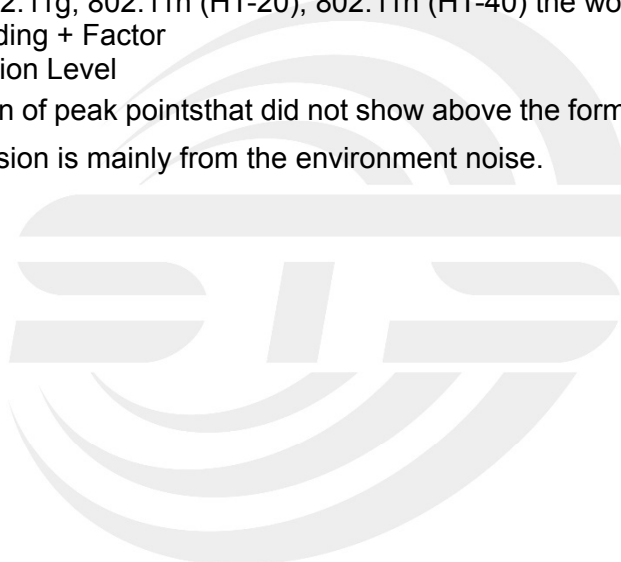 2.11g, 802.11n (HT-20), 802.11n (HT-40) the wo
ding + Factor
ion Level
n of peak pointsthat did not show above the form
sion is mainly from the environment noise.
STS